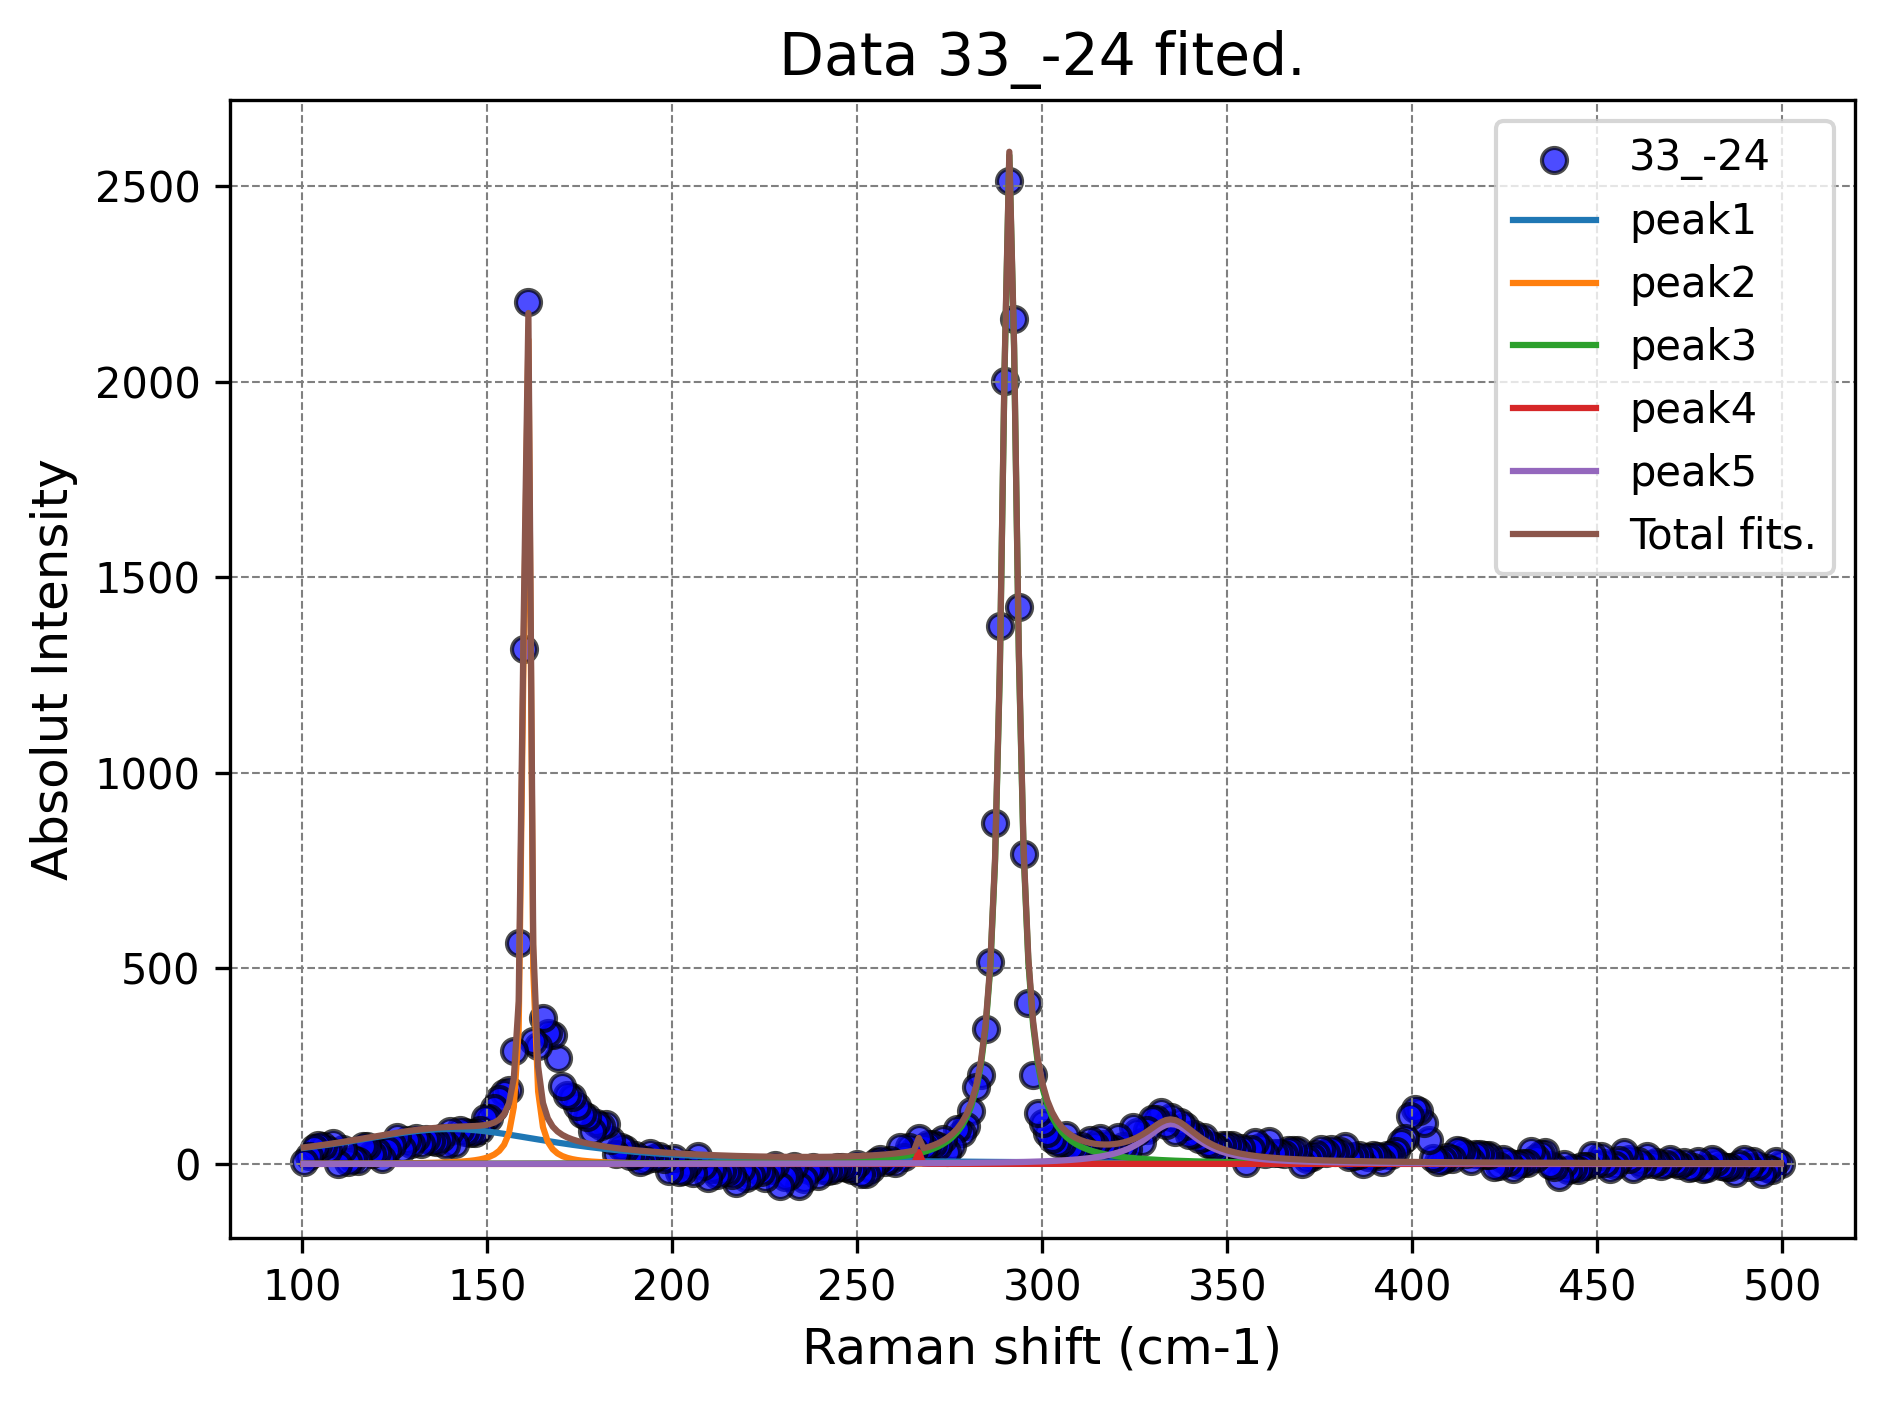 Data 33_-24 fited.
33_-24
peak1
peak2
peak3
peak4
peak5
Total fits.
Absolut Intensity
2500
2000
1500
1000
500
0
100 150 200 250 300 350 400 450 500
Raman shift (cm-1)